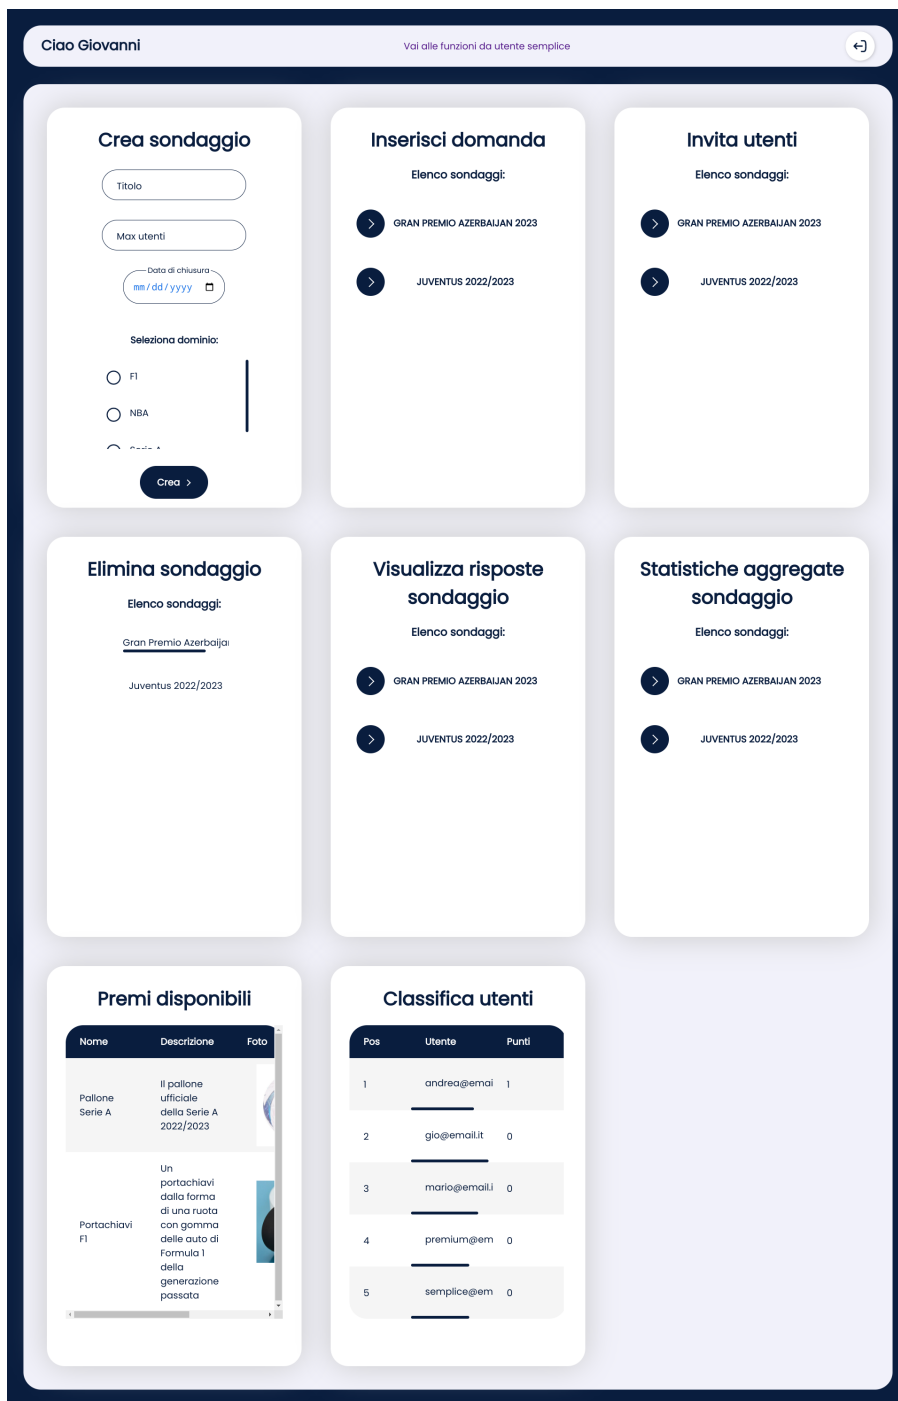 Ciao Giovanni
Vai alle funzioni da utente semplice
Crea sondaggio
Titolo
Max utenti
Data di chiusura
mm/dd/yyyy
Seleziona dominio:
F1
NBA
Serie A
Crea
Inserisci domanda
Elenco sondaggi:
GRAN PREMIO AZERBAIJAN 2023
JUVENTUS 2022/2023
Invita utenti
Elenco sondaggi:
GRAN PREMIO AZERBAIJAN 2023
JUVENTUS 2022/2023
Elimina sondaggio
Elenco sondaggi:
Gran Premio Azerbaijan
Juventus 2022/2023
Visualizza risposte
sondaggio
Elenco sondaggi:
GRAN PREMIO AZERBAIJAN 2023
JUVENTUS 2022/2023
Statistiche aggregate
sondaggio
Elenco sondaggi:
GRAN PREMIO AZERBAIJAN 2023
JUVENTUS 2022/2023
Premi disponibili
Nome Descrizione Foto
Pallone
Serie A
Il pallone
ufficiale
della Serie A
2022/2023
Portachiavi
F1
Un
portachiavi
dalla forma
di una ruota
con gomma
delle auto di
Formula 1
della
generazione
passata
Classifica utenti
Pos Utente Punti
1 andrea@emai 1
2 gio@email.it 0
3 mario@email.i 0
4 premium@em 0
5 semplice@em 0